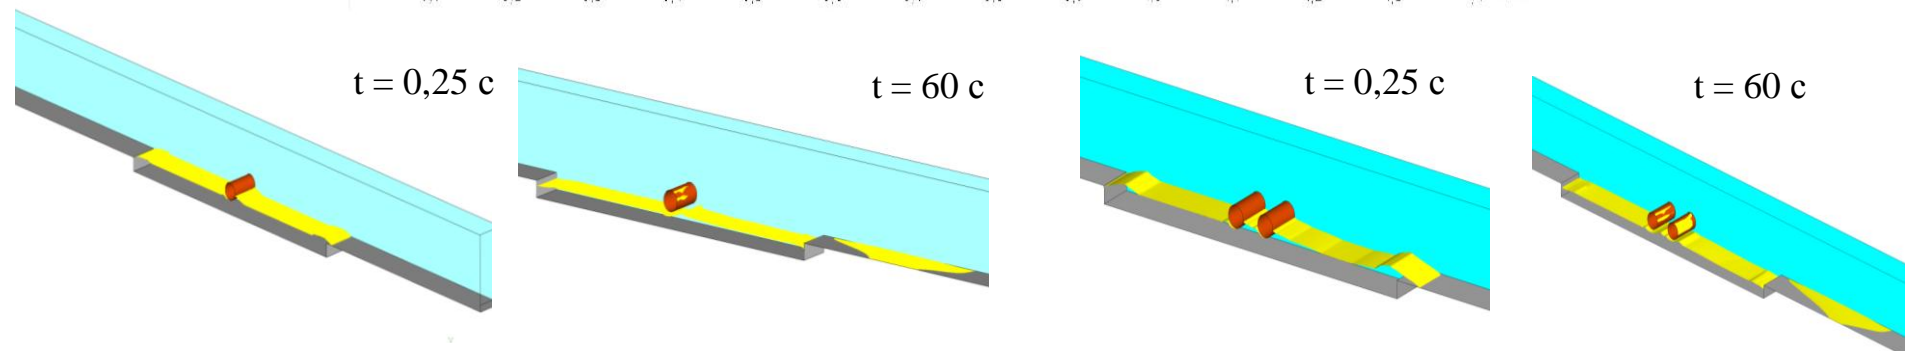 t = 0,25 с
t = 60 с
t = 0,25 с
t = 60 с